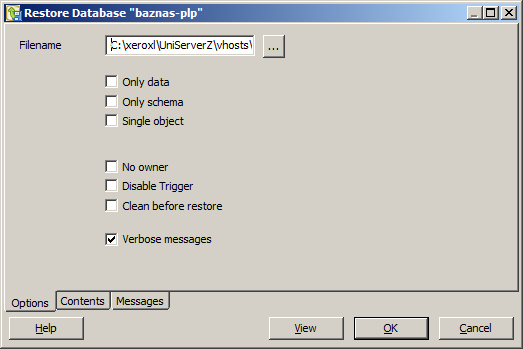 Restore Database "baznas-plp"
Filename
C:\xeroxl\UniServerZ\vhosts\
...
Only data
Only schema
Single object
No owner
Disable Trigger
Clean before restore
Verbose messages
Options Contents Messages
Help View OK Cancel